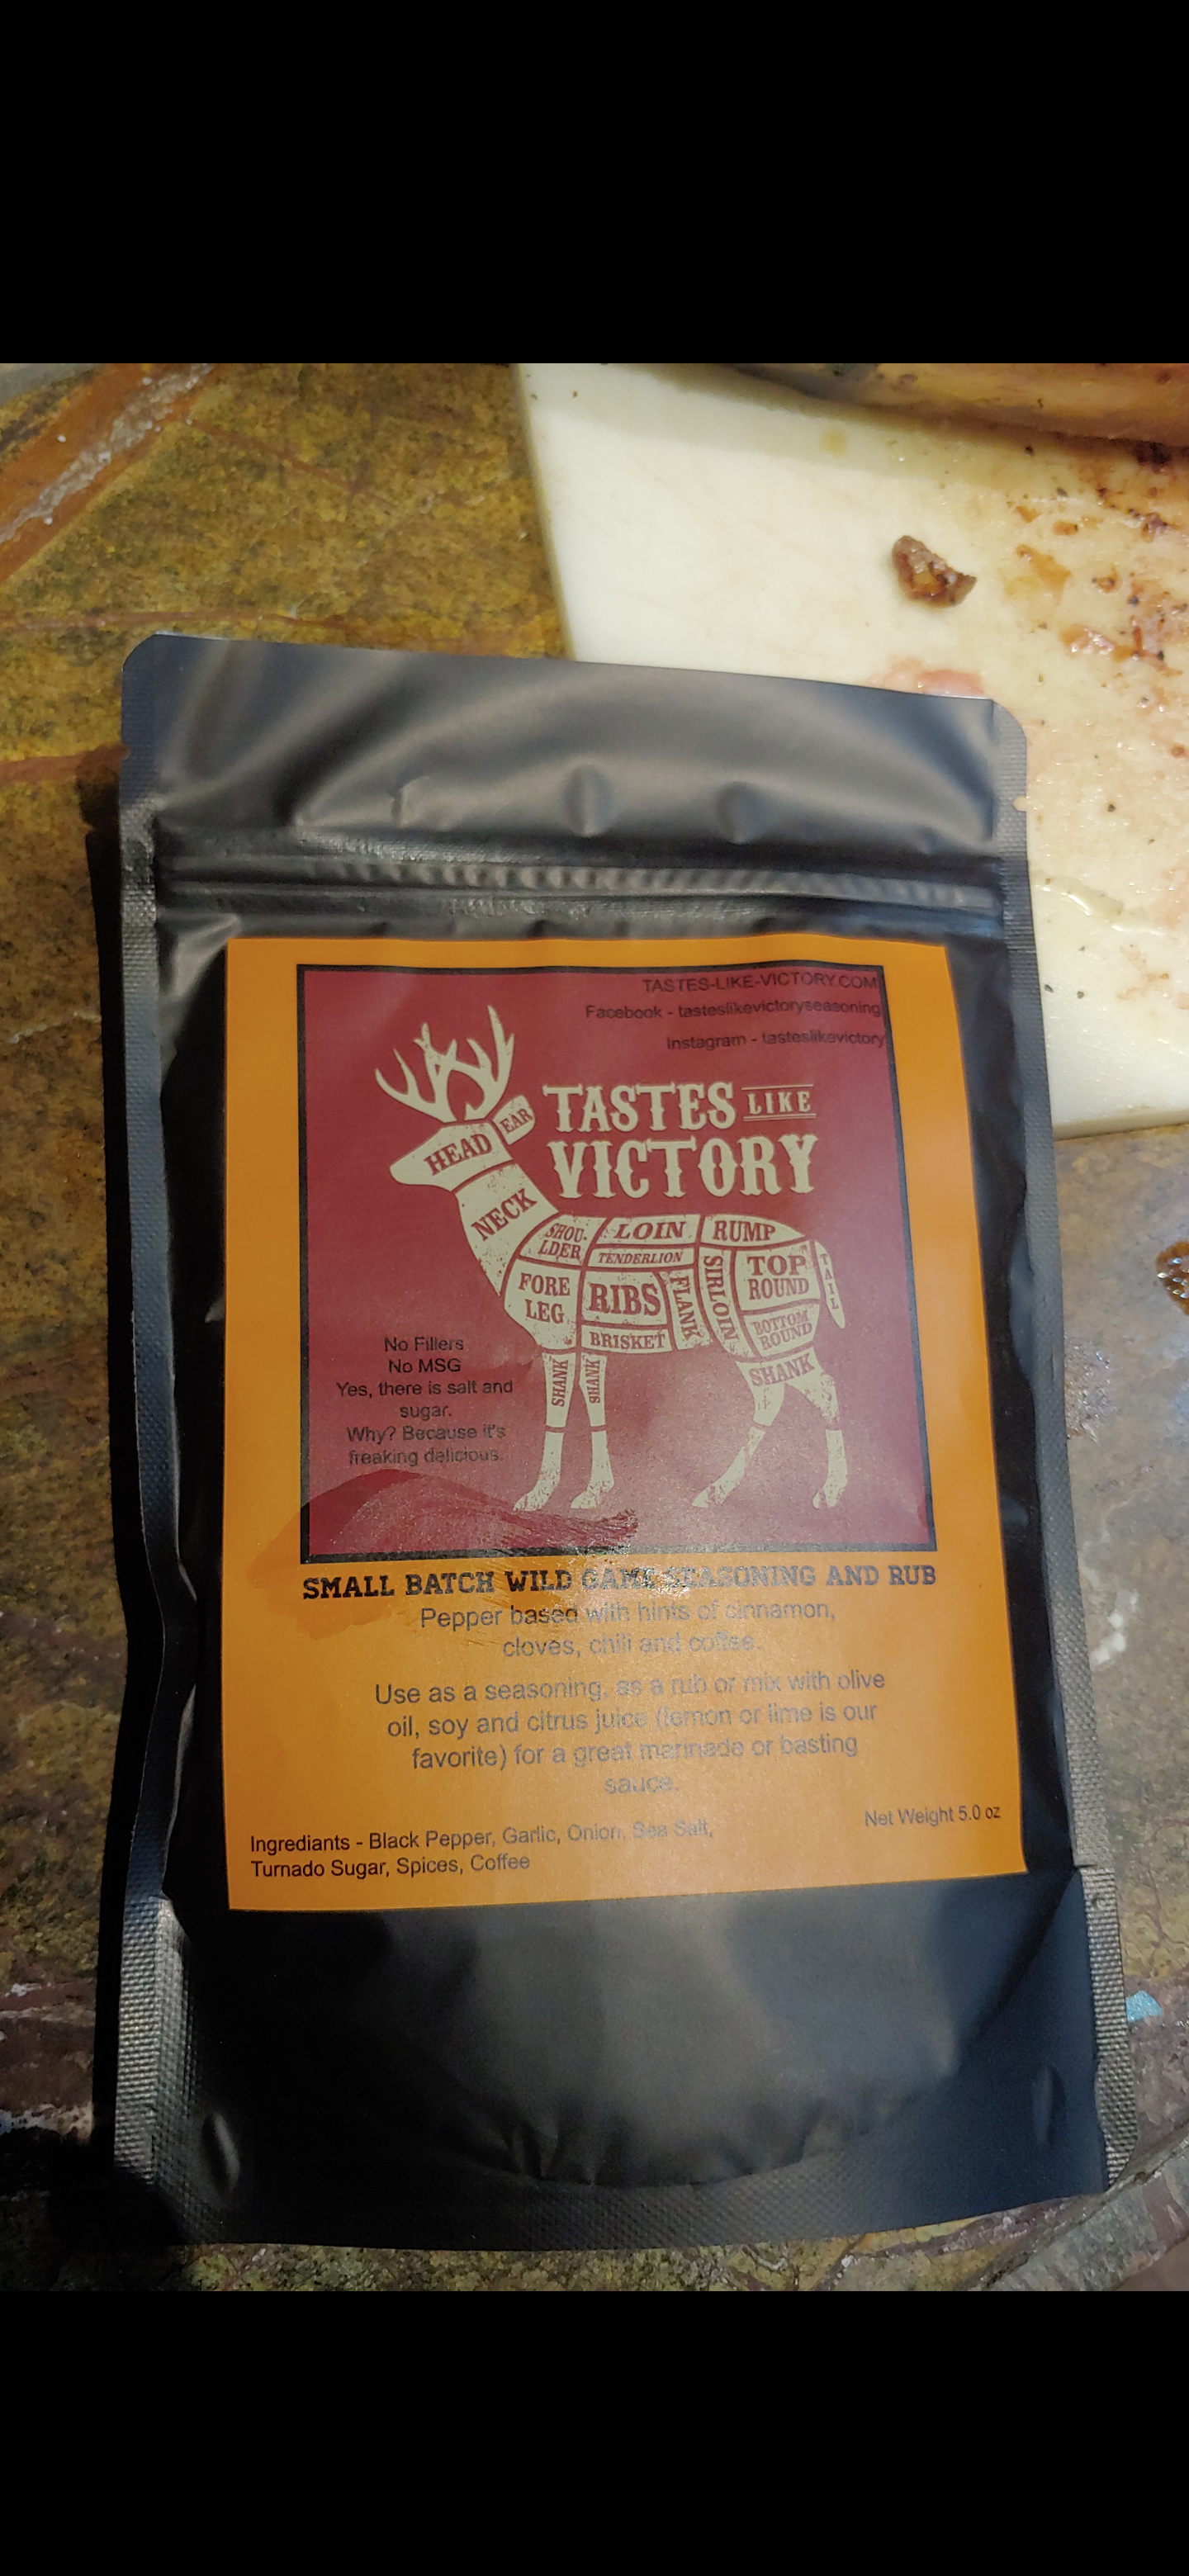 TASTES-LIKE-VICTORY.COM
Facebook - tasteslikevictoryseasoning
Instagram - tasteslikevictory
TASTES LIKE
VICTORY
EAR
HEAD
NECK
SHOU-
LDER
LOIN
RUMP
TENDERLION
FORE
LEG
RIBS
FLANK
SIRLOIN
TOP
ROUND
TAIL
BRISKET
BOTTOM
ROUND
SHANK
SHANK
SHANK
No Fillers
No MSG
Yes, there is salt and
sugar.
Why? Because it's
freaking delicious.
SMALL BATCH WILD GAME SEASONING AND RUB
Pepper based with hints of cinnamon,
cloves, chili and coffee.
Use as a seasoning, as a rub or mix with olive
oil, soy and citrus juice (lemon or lime is our
favorite) for a great marinade or basting
sauce.
Net Weight 5.0 oz
Ingrediants - Black Pepper, Garlic, Onion, Sea Salt,
Turnado Sugar, Spices, Coffee